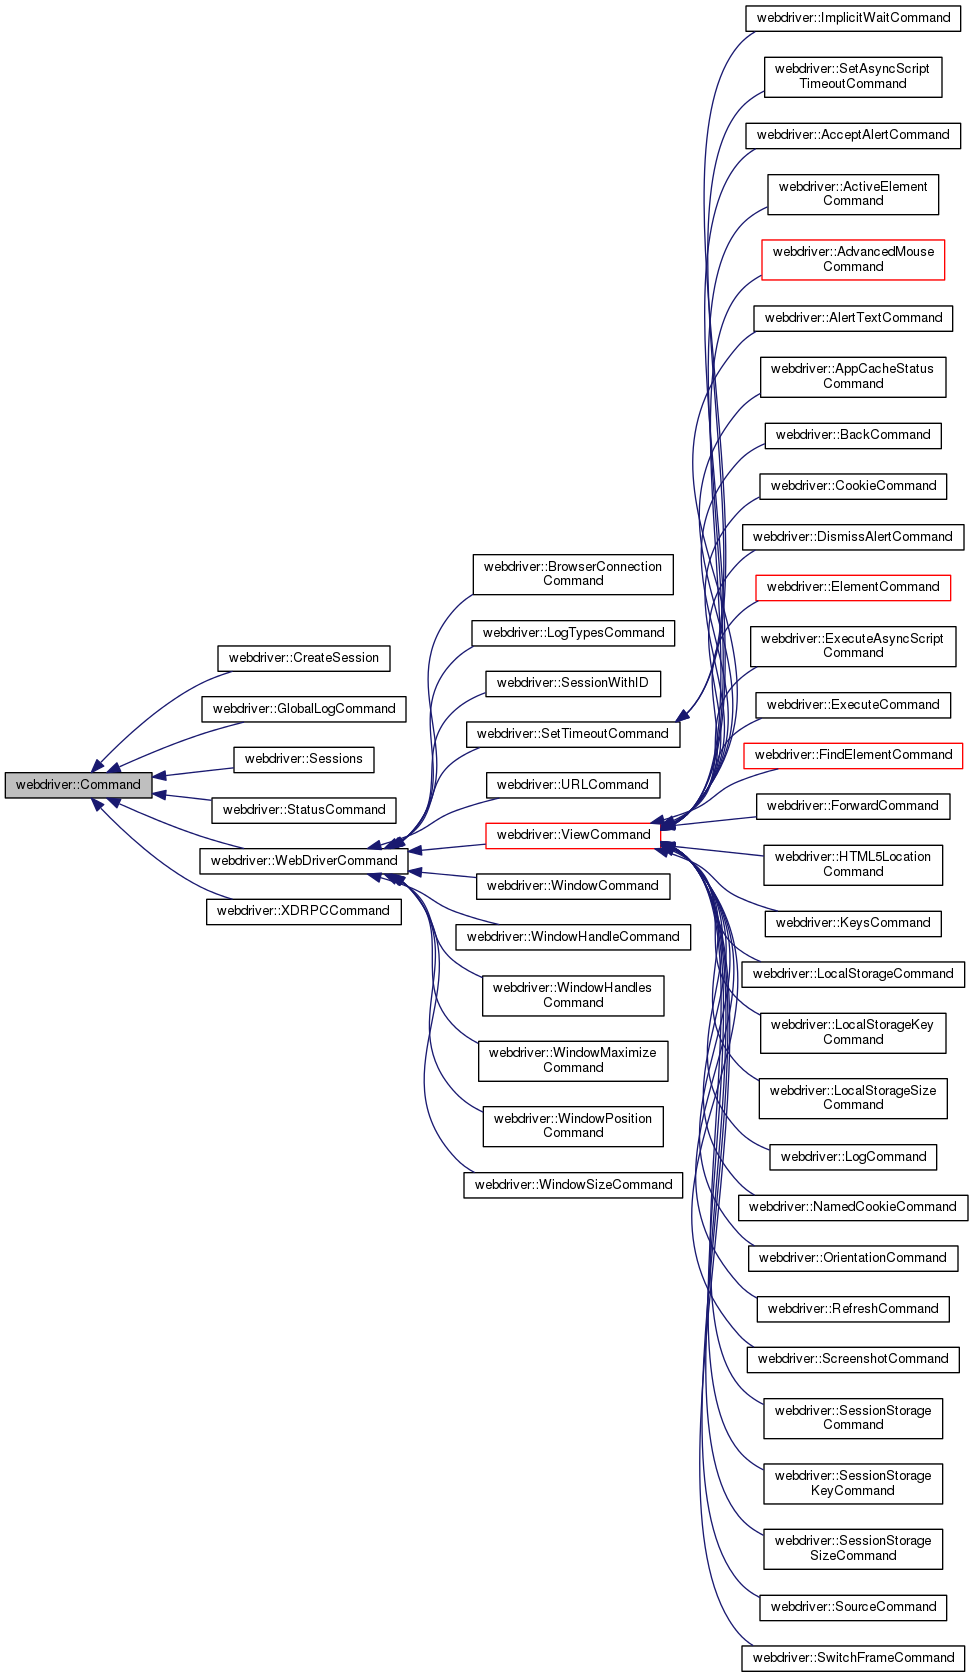 webdriver::Command
webdriver::CreateSession
webdriver::GlobalLogCommand
webdriver::Sessions
webdriver::StatusCommand
webdriver::WebDriverCommand
webdriver::XDRPCCommand
webdriver::BrowserConnection
Command
webdriver::LogTypesCommand
webdriver::SessionWithID
webdriver::SetTimeoutCommand
webdriver::URLCommand
webdriver::ViewCommand
webdriver::WindowCommand
webdriver::WindowHandleCommand
webdriver::WindowHandles
Command
webdriver::WindowMaximize
Command
webdriver::WindowPosition
Command
webdriver::WindowSizeCommand
webdriver::ImplicitWaitCommand
webdriver::SetAsyncScript
TimeoutCommand
webdriver::AcceptAlertCommand
webdriver::ActiveElement
Command
webdriver::AdvancedMouse
Command
webdriver::AlertTextCommand
webdriver::AppCacheStatus
Command
webdriver::BackCommand
webdriver::CookieCommand
webdriver::DismissAlertCommand
webdriver::ElementCommand
webdriver::ExecuteAsyncScript
Command
webdriver::ExecuteCommand
webdriver::FindElementCommand
webdriver::ForwardCommand
webdriver::HTML5Location
Command
webdriver::KeysCommand
webdriver::LocalStorageCommand
webdriver::LocalStorageKey
Command
webdriver::LocalStorageSize
Command
webdriver::LogCommand
webdriver::NamedCookieCommand
webdriver::OrientationCommand
webdriver::RefreshCommand
webdriver::ScreenshotCommand
webdriver::SessionStorage
Command
webdriver::SessionStorage
KeyCommand
webdriver::SessionStorage
SizeCommand
webdriver::SourceCommand
webdriver::SwitchFrameCommand